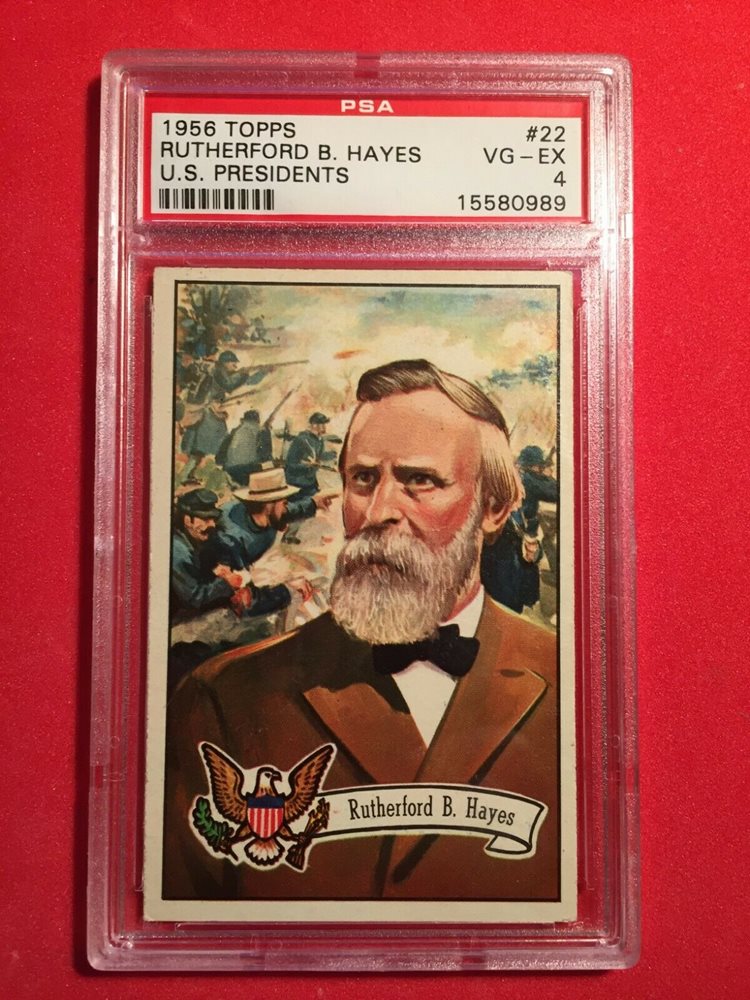 PSA
1956 TOPPS #22
RUTHERFORD B. HAYES VG-EX
U.S. PRESIDENTS 4
15580989
Rutherford B. Hayes